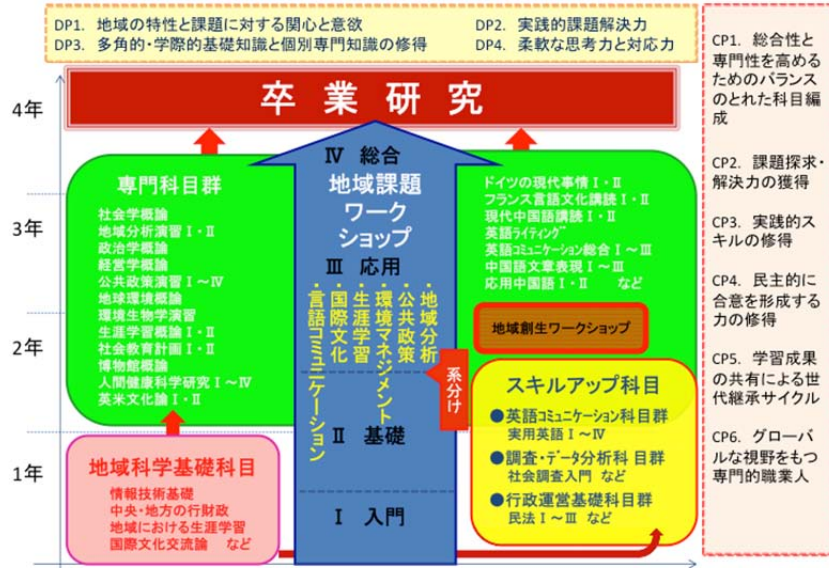 DP1. 地域の特性と課題に対する関心と意欲
DP2. 実践的課題解決力
DP3. 多角的・学際的基礎知識と個別専門知識の修得
DP4. 柔軟な思考力と対応力
4年
3年
2年
1年
卒業研究
専門科目群
社会学概論
地域分析演習Ⅰ・Ⅱ
政治学概論
経営学概論
公共政策演習Ⅰ～Ⅳ
地球環境概論
環境生物学演習
生涯学習概論Ⅰ・Ⅱ
社会教育計画Ⅰ・Ⅱ
博物館概論
人間健康科学研究Ⅰ～Ⅳ
英米文化論Ⅰ・Ⅱ
地域科学基礎科目
情報技術基礎
中央・地方の行財政
地域における生涯学習
国際文化交流論 など
Ⅳ 総合
地域課題
ワーク
ショップ
Ⅲ 応用
・地域分析
・公共政策
・環境マネジメント
・生涯学習
・国際文化
・言語コミュニケーション
系分け
Ⅱ 基礎
Ⅰ 入門
ドイツの現代事情Ⅰ・Ⅱ
フランス言語文化講読Ⅰ・Ⅱ
現代中国語講読Ⅰ・Ⅱ
英語ライティング
英語コミュニケーション総合Ⅰ～Ⅲ
中国語文章表現Ⅰ～Ⅲ
応用中国語Ⅰ・Ⅱ など
地域創生ワークショップ
スキルアップ科目
●英語コミュニケーション科目群
実用英語Ⅰ～Ⅳ
●調査・データ分析科目群
社会調査入門 など
●行政運営基礎科目群
民法Ⅰ～Ⅲ など
CP1. 総合性と
専門性を高める
ためのバランス
のとれた科目編
成
CP2. 課題探求・
解決力の獲得
CP3. 実践的ス
キルの修得
CP4. 民主的に
合意を形成する
力の修得
CP5. 学習成果
の共有による世
代継承サイクル
CP6. グローバ
ルな視野をもつ
専門的職業人